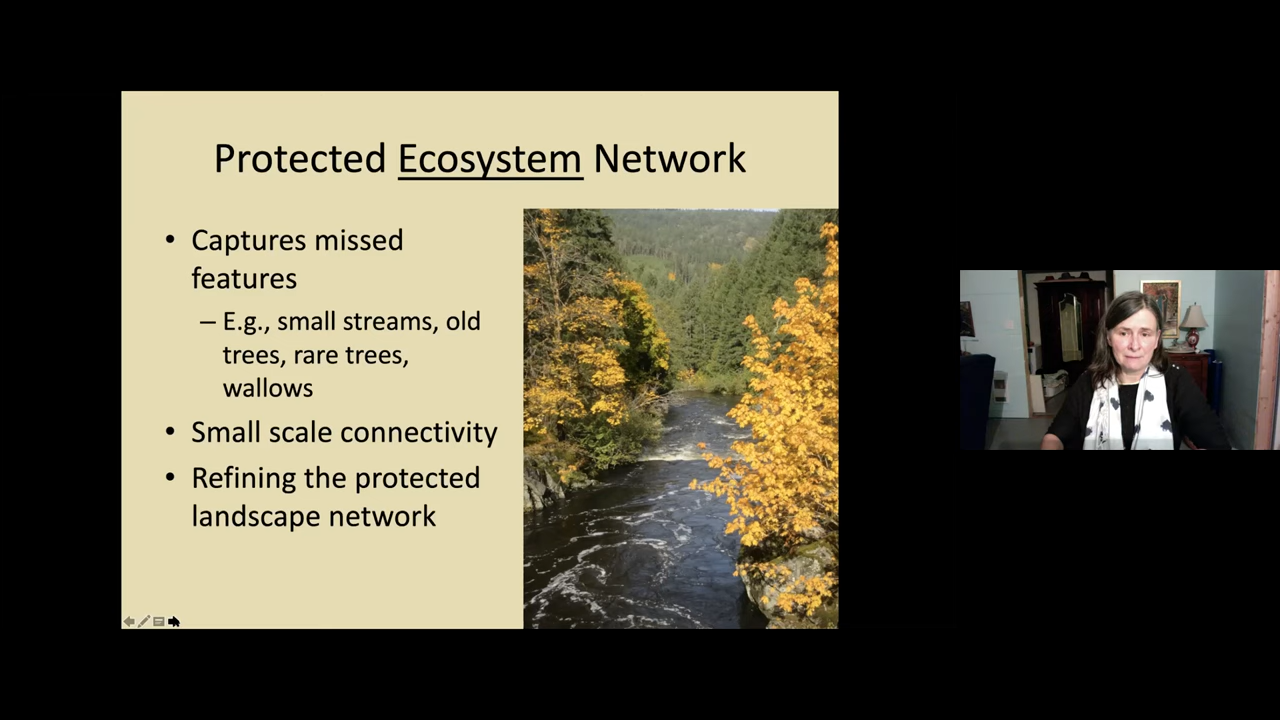 Protected Ecosystem Network
• Captures missed
features
– E.g., small streams, old
trees, rare trees,
wallows
• Small scale connectivity
• Refining the protected
landscape network